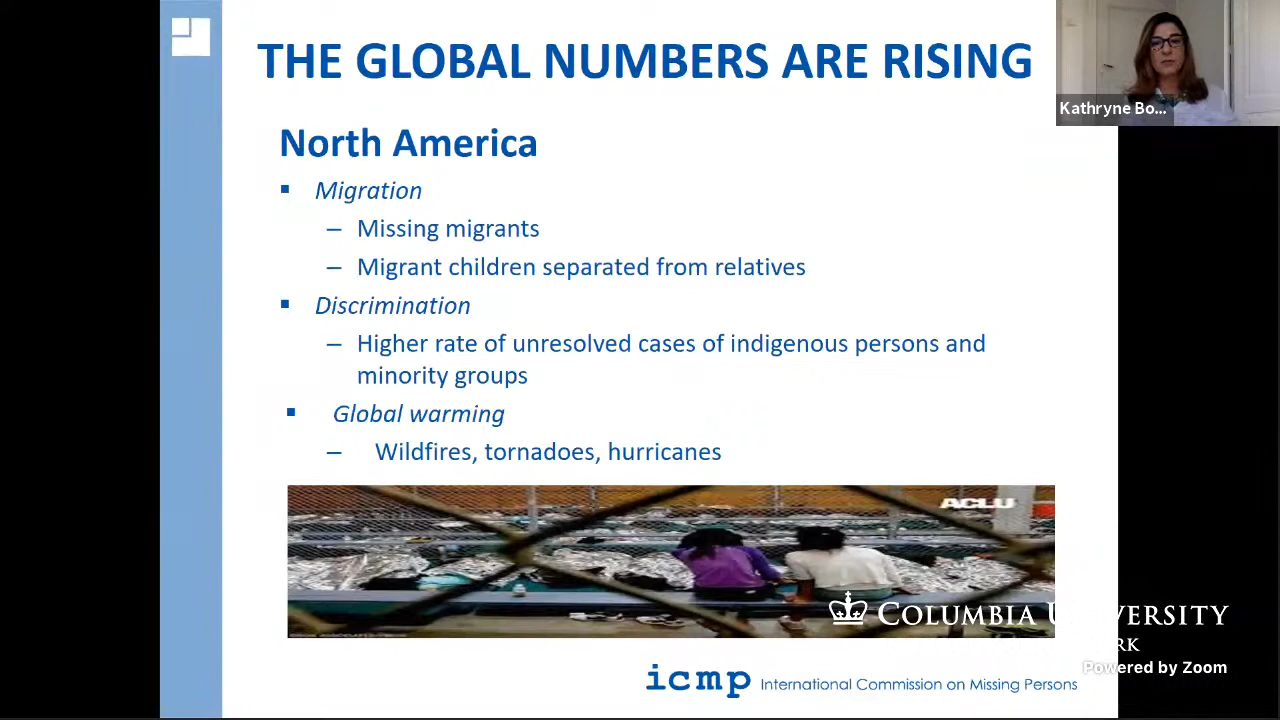 THE GLOBAL NUMBERS ARE RISING
Kathryne Bo...
North America
▪ Migration
– Missing migrants
– Migrant children separated from relatives
▪ Discrimination
– Higher rate of unresolved cases of indigenous persons and
minority groups
▪ Global warming
– Wildfires, tornadoes, hurricanes
ACLU
COLUMBIA
RK
Powered by Zoom
icmp International Commission on Missing Persons